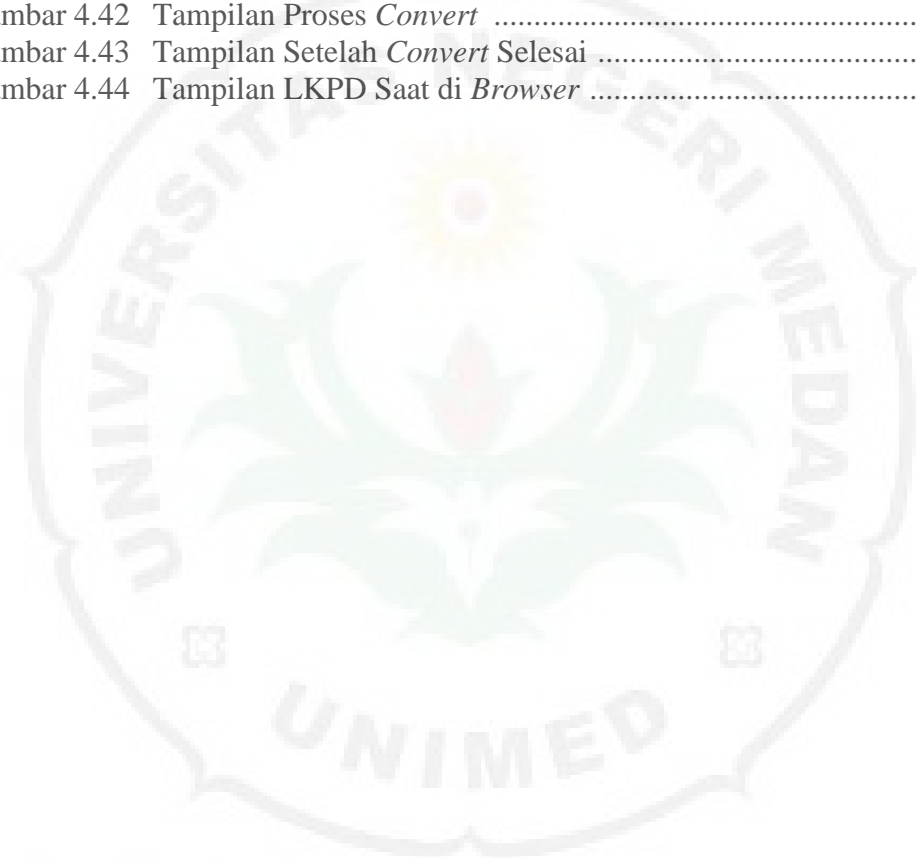 mbar 4.42 Tampilan Proses Convert ................................................
mbar 4.43 Tampilan Setelah Convert Selesai ....................................
mbar 4.44 Tampilan LKPD Saat di Browser .....................................
UNIVERSITAS NEGERI MEDAN
UNIMED